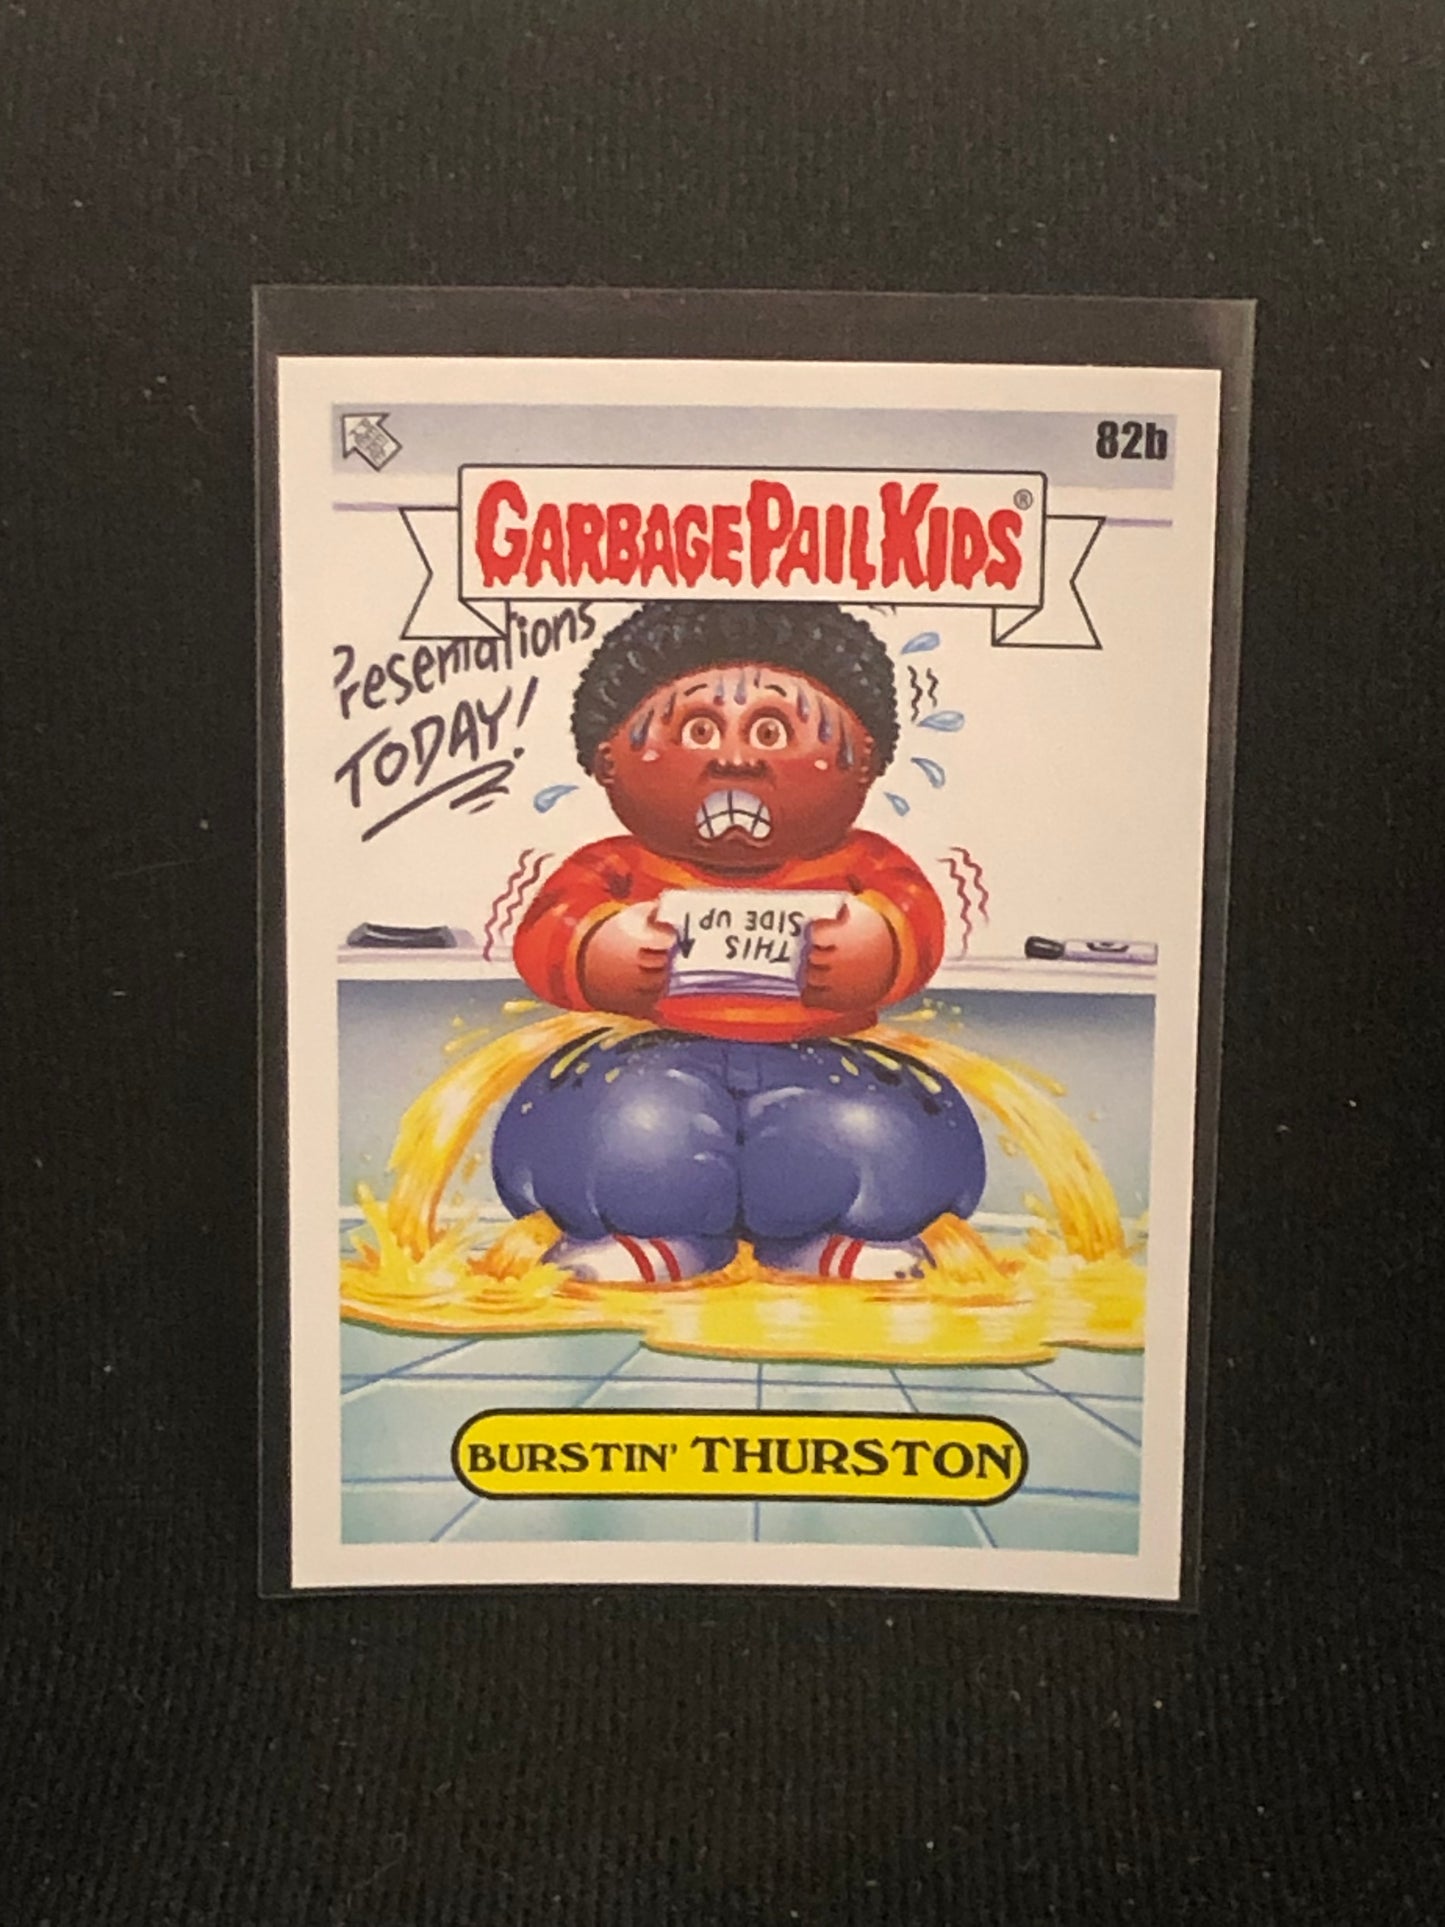 82b
GARBAGE PAIL KIDS®
Presentations
TODAY!
THIS
SIDE UP!
BURSTIN' THURSTON